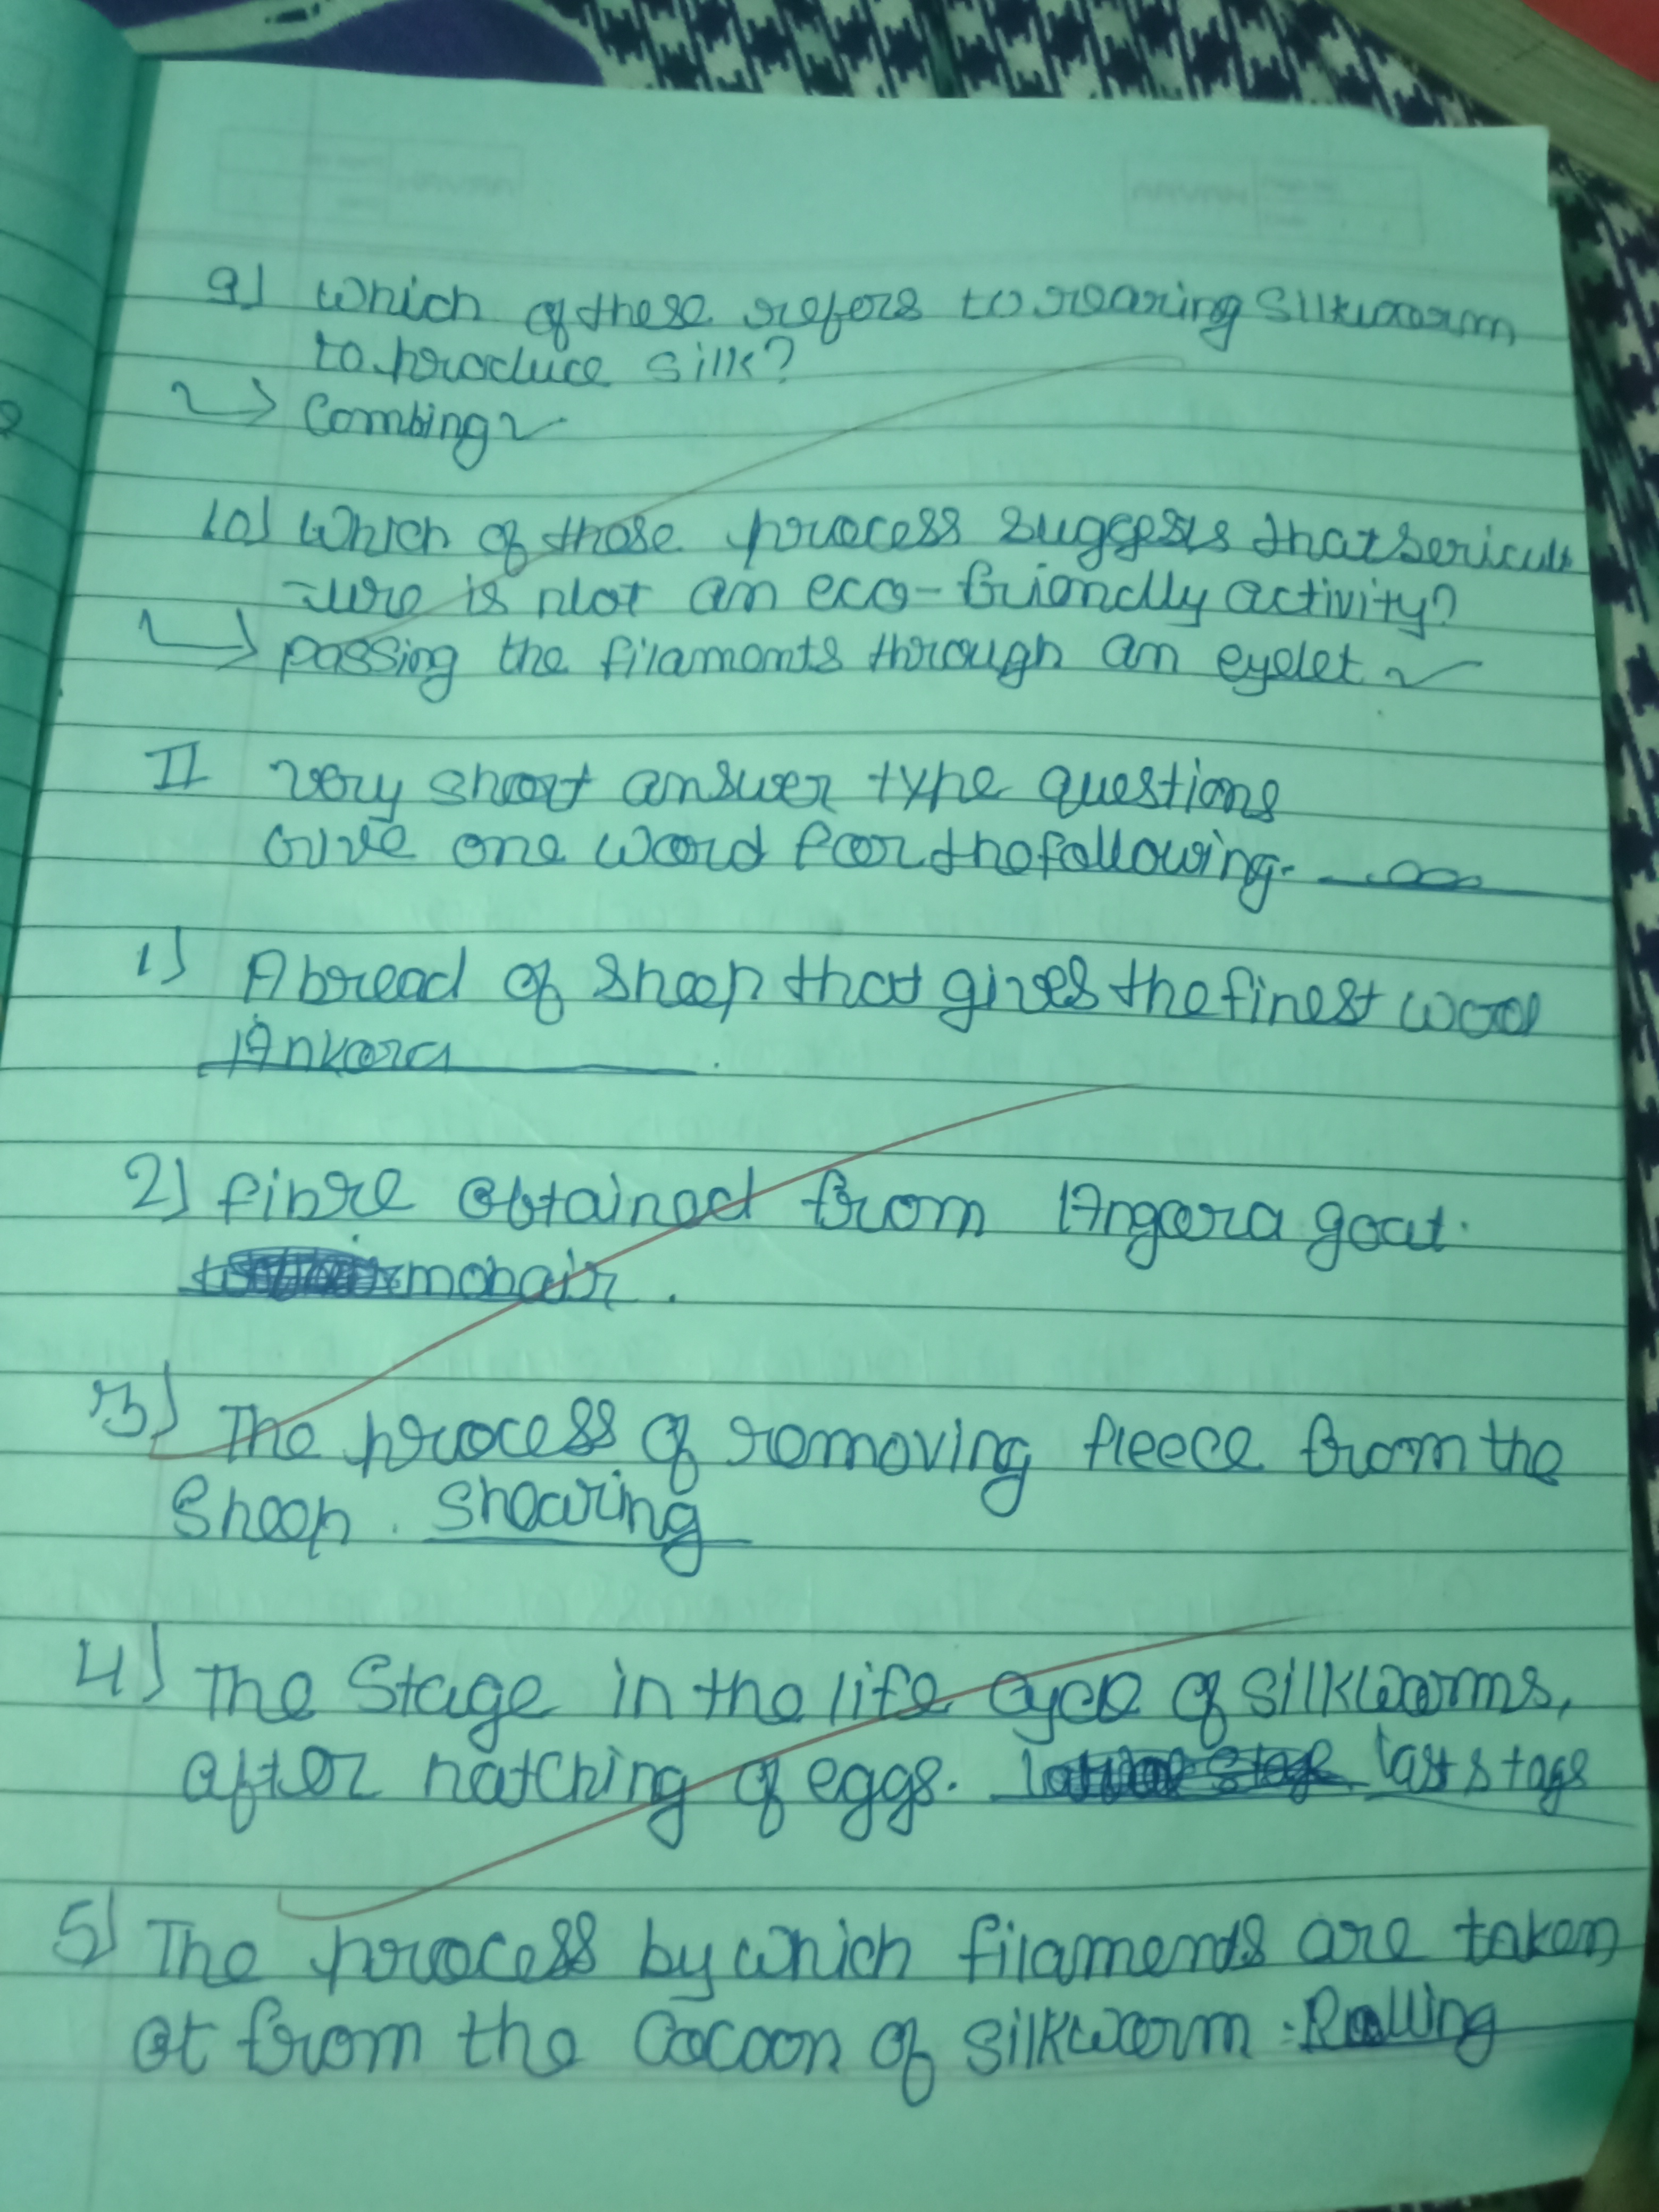 9) Which of these refers to rearing Silkworm
to produce silk?
→ Combing
10) Which of those process suggests that sericult
-ure is not an eco-friendly activity?
→ passing the filaments through an eyelet
II very short answer type questions
Give one word for the following.
1) A bread of sheep that gives the finest wool
Ankora.
2) fibre obtained from Angora goat.
mohair.
3) The process of removing fleece from the
Sheep. Shearing
4) The Stage in the life cycle of silkworms,
after hatching of eggs. last stage
5) The process by which filaments are taken
ot from the Cocoon of silkworm.